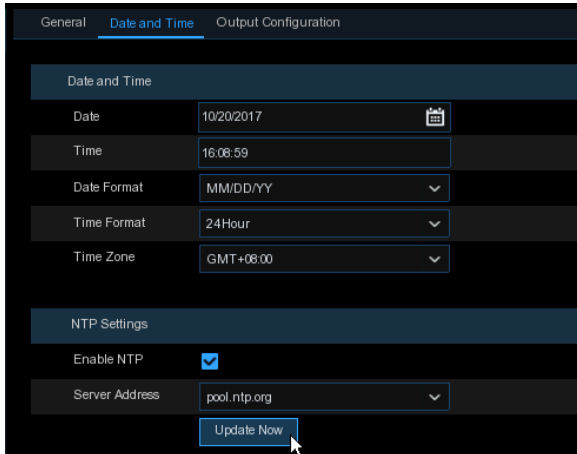 General Date and Time Output Configuration
Date and Time
Date 10/20/2017
Time 16:08:59
Date Format MM/DD/YY
Time Format 24Hour
Time Zone GMT+08:00
NTP Settings
Enable NTP
Server Address pool.ntp.org
Update Now